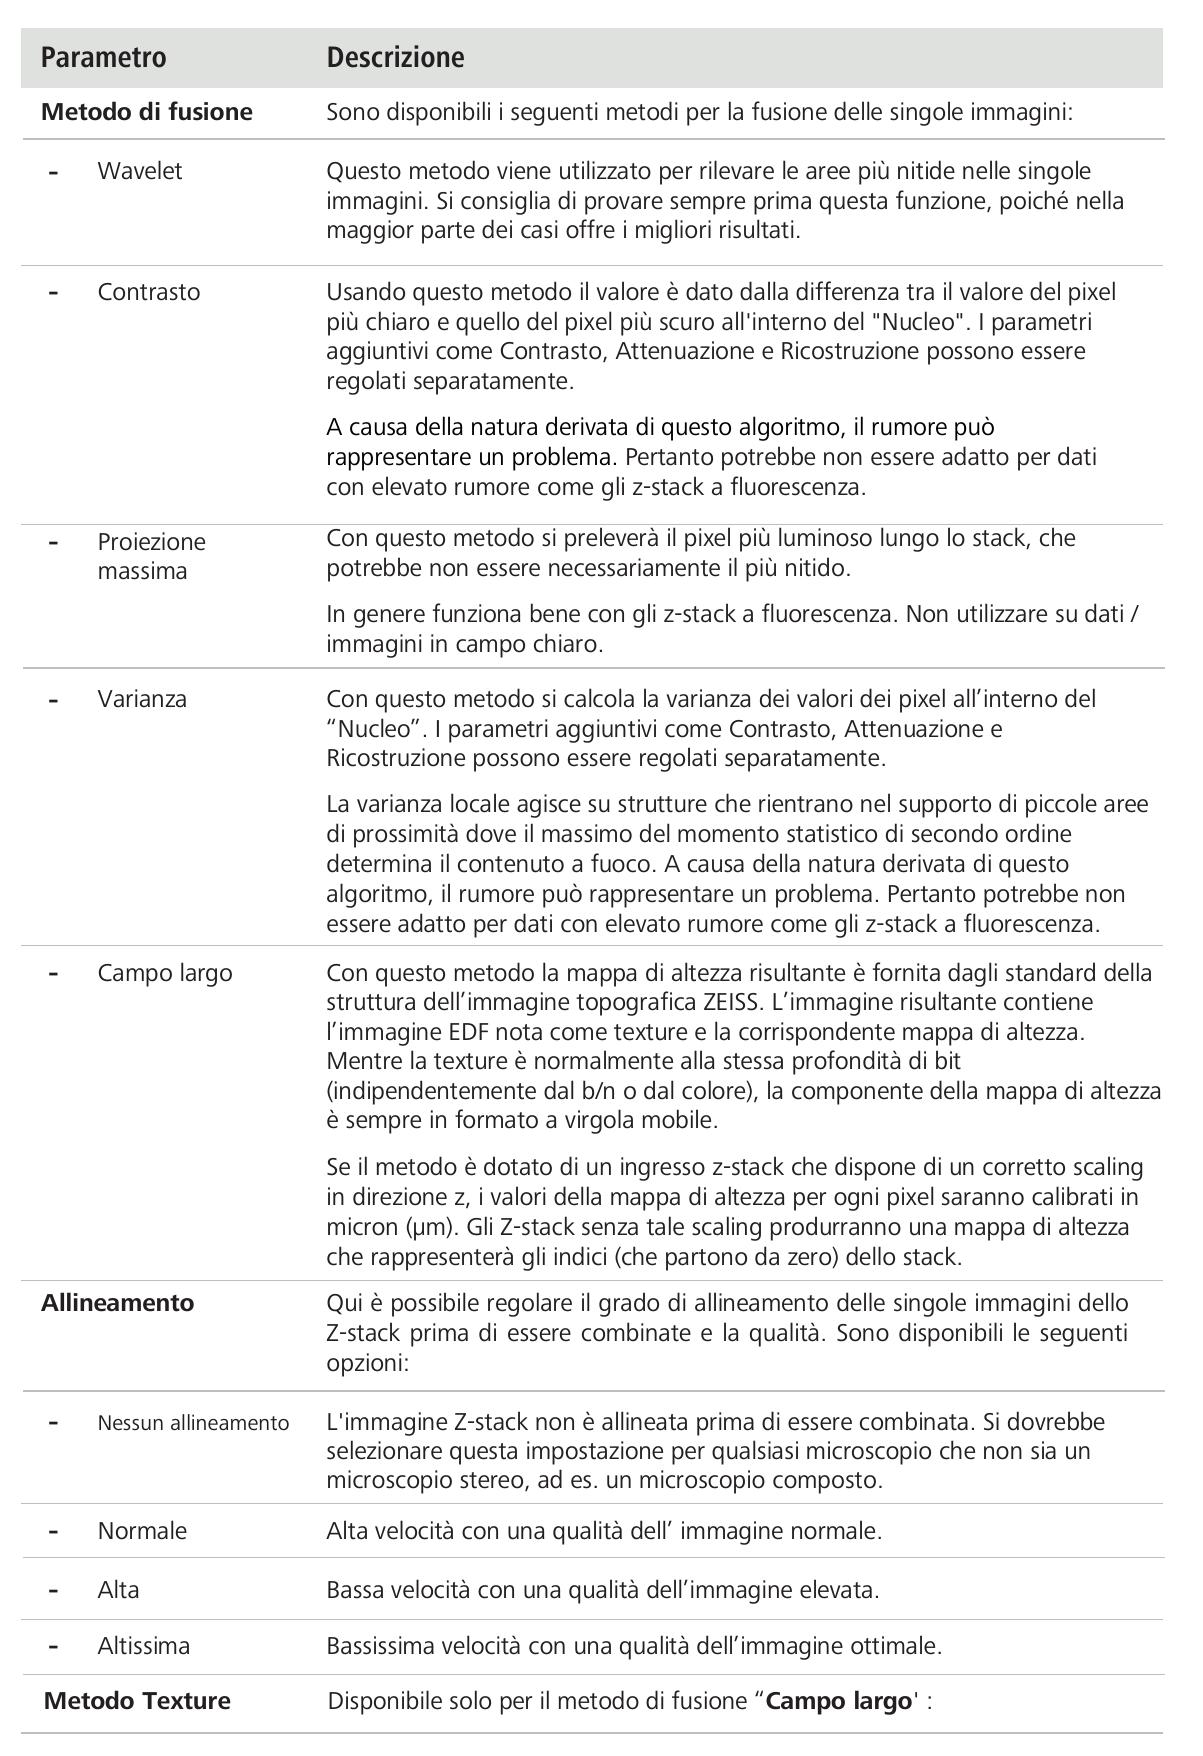 Parametro Descrizione
Metodo di fusione Sono disponibili i seguenti metodi per la fusione delle singole immagini:
- Wavelet Questo metodo viene utilizzato per rilevare le aree più nitide nelle singole
immagini. Si consiglia di provare sempre prima questa funzione, poiché nella
maggior parte dei casi offre i migliori risultati.
- Contrasto Usando questo metodo il valore è dato dalla differenza tra il valore del pixel
più chiaro e quello del pixel più scuro all'interno del "Nucleo". I parametri
aggiuntivi come Contrasto, Attenuazione e Ricostruzione possono essere
regolati separatamente.
A causa della natura derivata di questo algoritmo, il rumore può
rappresentare un problema. Pertanto potrebbe non essere adatto per dati
con elevato rumore come gli z-stack a fluorescenza.
- Proiezione massima Con questo metodo si preleverà il pixel più luminoso lungo lo stack, che
potrebbe non essere necessariamente il più nitido.
In genere funziona bene con gli z-stack a fluorescenza. Non utilizzare su dati /
immagini in campo chiaro.
- Varianza Con questo metodo si calcola la varianza dei valori dei pixel all’interno del
“Nucleo”. I parametri aggiuntivi come Contrasto, Attenuazione e
Ricostruzione possono essere regolati separatamente.
La varianza locale agisce su strutture che rientrano nel supporto di piccole aree
di prossimità dove il massimo del momento statistico di secondo ordine
determina il contenuto a fuoco. A causa della natura derivata di questo
algoritmo, il rumore può rappresentare un problema. Pertanto potrebbe non
essere adatto per dati con elevato rumore come gli z-stack a fluorescenza.
- Campo largo Con questo metodo la mappa di altezza risultante è fornita dagli standard della
struttura dell’immagine topografica ZEISS. L’immagine risultante contiene
l’immagine EDF nota come texture e la corrispondente mappa di altezza.
Mentre la texture è normalmente alla stessa profondità di bit
(indipendentemente dal b/n o dal colore), la componente della mappa di altezza
è sempre in formato a virgola mobile.
Se il metodo è dotato di un ingresso z-stack che dispone di un corretto scaling
in direzione z, i valori della mappa di altezza per ogni pixel saranno calibrati in
micron (µm). Gli Z-stack senza tale scaling produrranno una mappa di altezza
che rappresenterà gli indici (che partono da zero) dello stack.
Allineamento Qui è possibile regolare il grado di allineamento delle singole immagini dello
Z-stack prima di essere combinate e la qualità. Sono disponibili le seguenti
opzioni:
- Nessun allineamento L'immagine Z-stack non è allineata prima di essere combinata. Si dovrebbe
selezionare questa impostazione per qualsiasi microscopio che non sia un
microscopio stereo, ad es. un microscopio composto.
- Normale Alta velocità con una qualità dell’ immagine normale.
- Alta Bassa velocità con una qualità dell’immagine elevata.
- Altissima Bassissima velocità con una qualità dell’immagine ottimale.
Metodo Texture Disponibile solo per il metodo di fusione “Campo largo' :